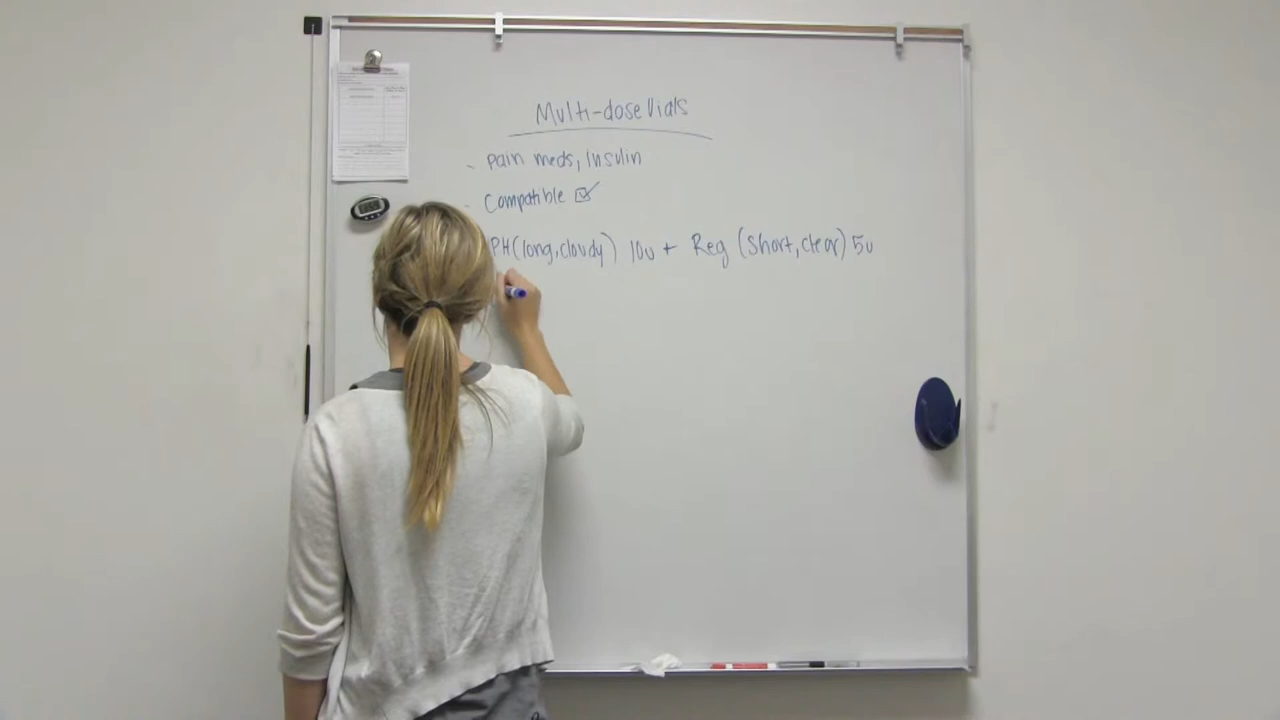 Multi-dose Vials
- pain meds, insulin
- Compatible ☑
PH (long, cloudy) 10u + Reg (short, clear) 5u